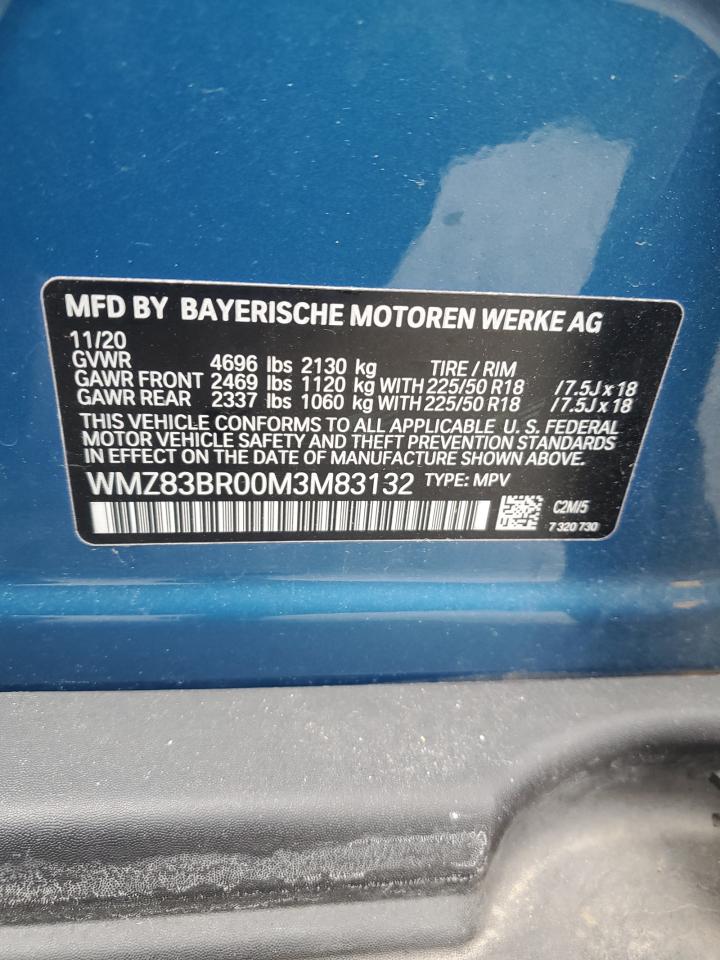 MFD BY BAYERISCHE MOTOREN WERKE AG
11/20
GVWR 4696 lbs 2130 kg TIRE / RIM
GAWR FRONT 2469 lbs 1120 kg WITH 225/50 R18 /7.5J x 18
GAWR REAR 2337 lbs 1060 kg WITH 225/50 R18 /7.5J x 18
THIS VEHICLE CONFORMS TO ALL APPLICABLE U. S. FEDERAL
MOTOR VEHICLE SAFETY AND THEFT PREVENTION STANDARDS
IN EFFECT ON THE DATE OF MANUFACTURE SHOWN ABOVE.
WMZ83BR00M3M83132 TYPE: MPV
C2M/5
7 320 730